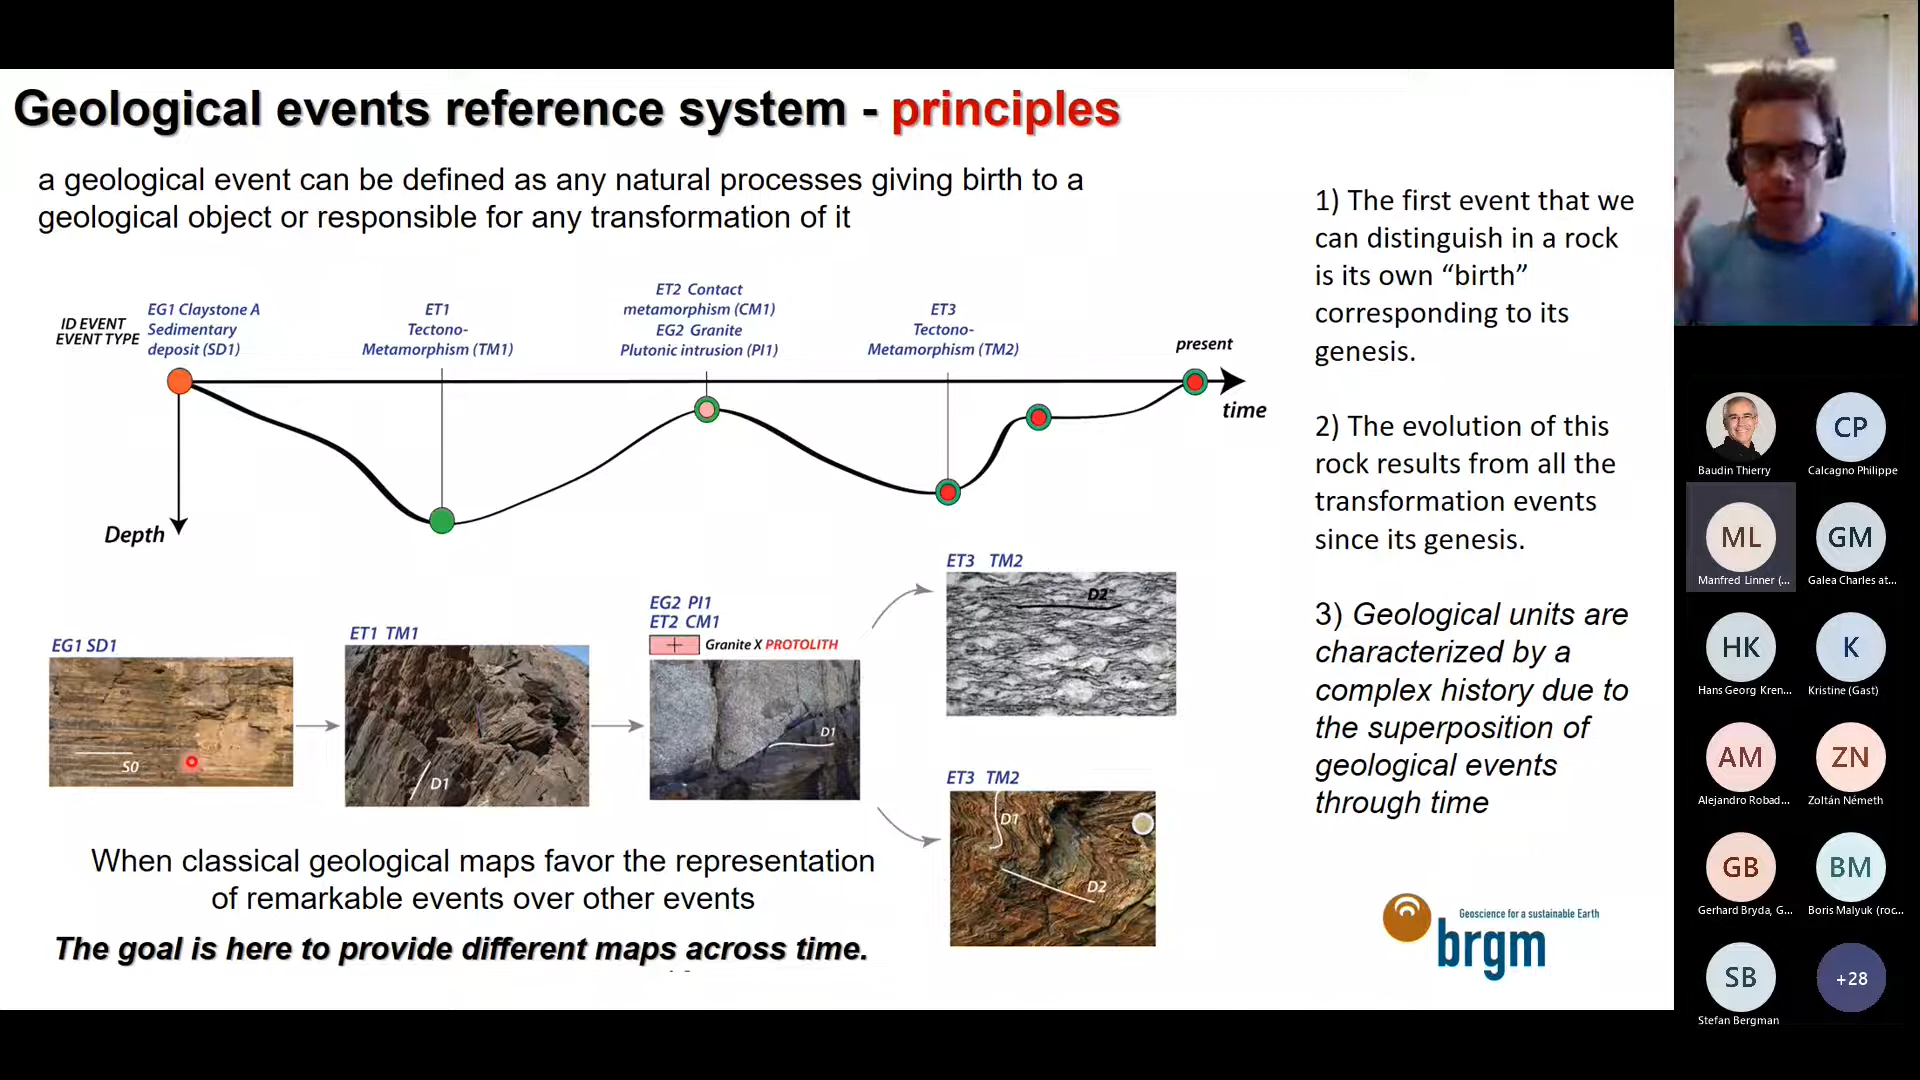 Geological events reference system - principles
a geological event can be defined as any natural processes giving birth to a
geological object or responsible for any transformation of it
ID EVENT
EVENT TYPE
EG1 Claystone A
Sedimentary
deposit (SD1)
ET1
Tectono-
Metamorphism (TM1)
ET2 Contact
metamorphism (CM1)
EG2 Granite
Plutonic intrusion (PI1)
ET3
Tectono-
Metamorphism (TM2)
present
time
Depth
EG1 SD1
S0
ET1 TM1
D1
EG2 PI1
ET2 CM1
Granite X PROTOLITH
D1
ET3 TM2
D2
ET3 TM2
D1
D2
When classical geological maps favor the representation
of remarkable events over other events
The goal is here to provide different maps across time.
1) The first event that we
can distinguish in a rock
is its own “birth”
corresponding to its
genesis.
2) The evolution of this
rock results from all the
transformation events
since its genesis.
3) Geological units are
characterized by a
complex history due to
the superposition of
geological events
through time
Geoscience for a sustainable Earth
brgm
Baudin Thierry
CP
Calcagno Philippe
ML
Manfred Linner (...
GM
Galea Charles at...
HK
Hans Georg Kren...
K
Kristine (Gast)
AM
Alejandro Robad...
ZN
Zoltán Németh
GB
Gerhard Bryda, G...
BM
Boris Malyuk (roc...
SB
Stefan Bergman
+28